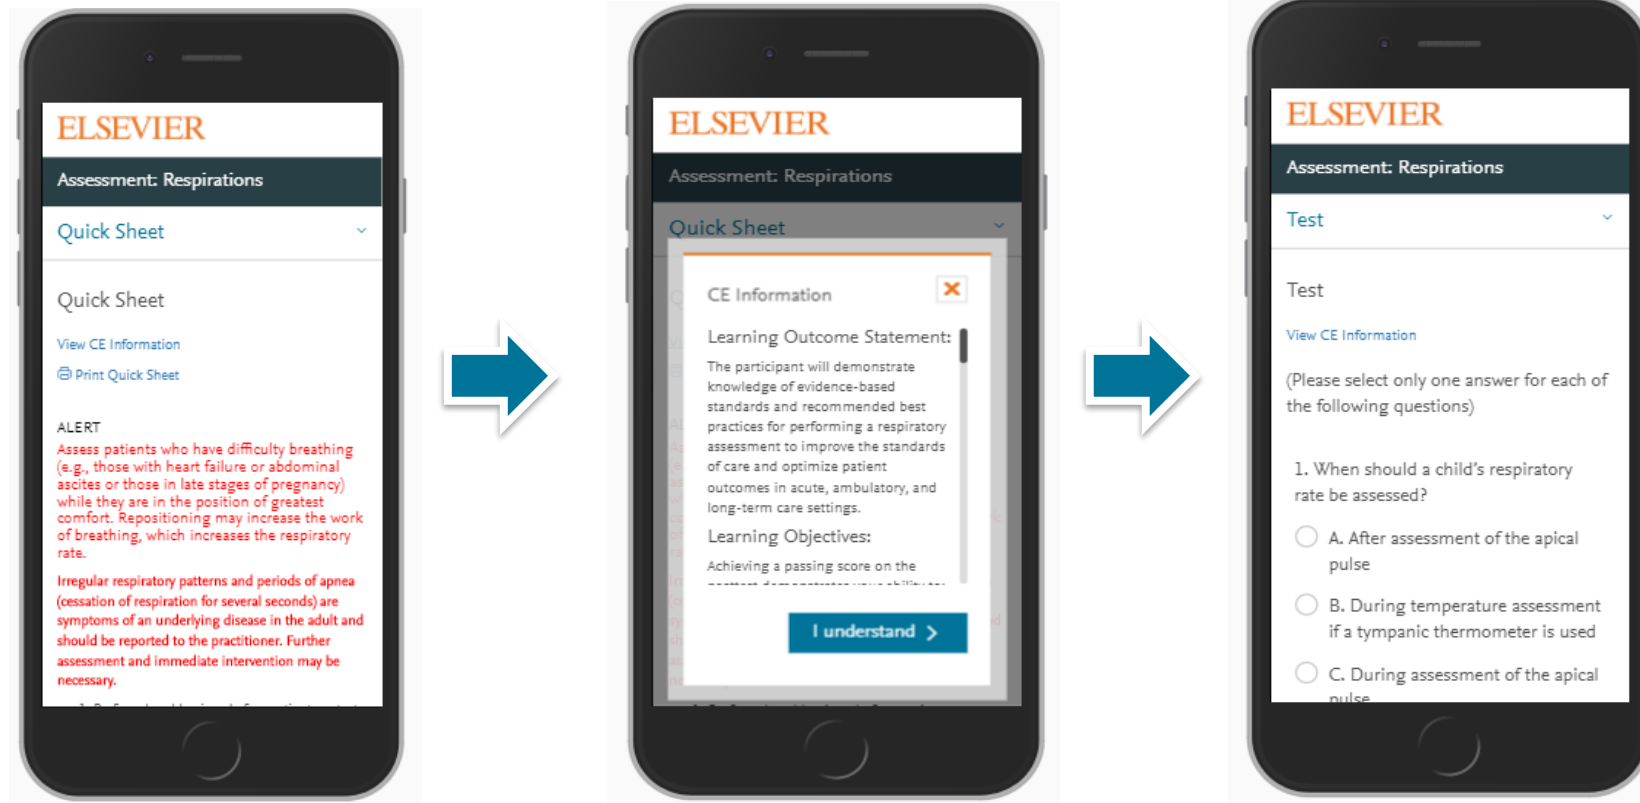 ELSEVIER
Assessment: Respirations
Quick Sheet
Quick Sheet
View CE Information
Print Quick Sheet
ALERT
Assess patients who have difficulty breathing
(e.g., those with heart failure or abdominal
ascites or those in late stages of pregnancy)
while they are in the position of greatest
comfort. Repositioning may increase the work
of breathing, which increases the respiratory
rate.
Irregular respiratory patterns and periods of apnea
(cessation of respiration for several seconds) are
symptoms of an underlying disease in the adult and
should be reported to the practitioner. Further
assessment and immediate intervention may be
necessary.
ELSEVIER
Assessment: Respirations
Quick Sheet
CE Information
Learning Outcome Statement:
The participant will demonstrate
knowledge of evidence-based
standards and recommended best
practices for performing a respiratory
assessment to improve the standards
of care and optimize patient
outcomes in acute, ambulatory, and
long-term care settings.
Learning Objectives:
Achieving a passing score on the
posttest demonstrates your ability to:
I understand
ELSEVIER
Assessment: Respirations
Test
Test
View CE Information
(Please select only one answer for each of
the following questions)
1. When should a child's respiratory
rate be assessed?
A. After assessment of the apical
pulse
B. During temperature assessment
if a tympanic thermometer is used
C. During assessment of the apical
pulse